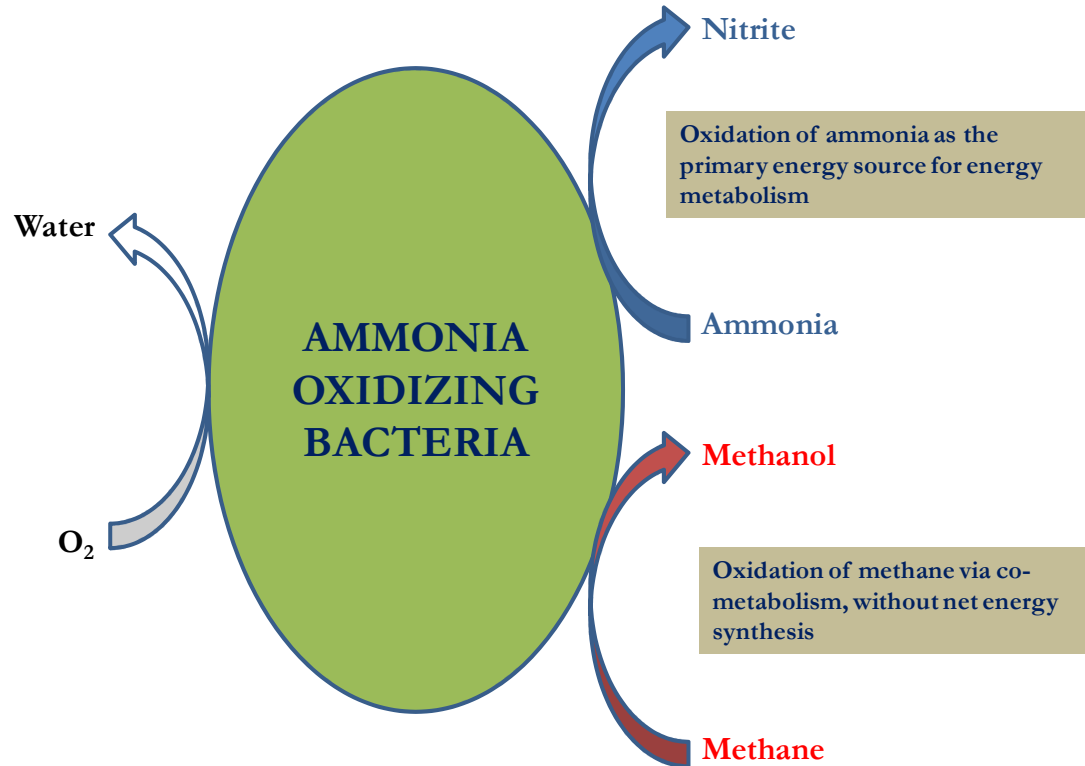 Nitrite
Oxidation of ammonia as the
primary energy source for energy
metabolism
Water
Ammonia
AMMONIA
OXIDIZING
BACTERIA
Methanol
O₂
Oxidation of methane via co-
metabolism, without net energy
synthesis
Methane